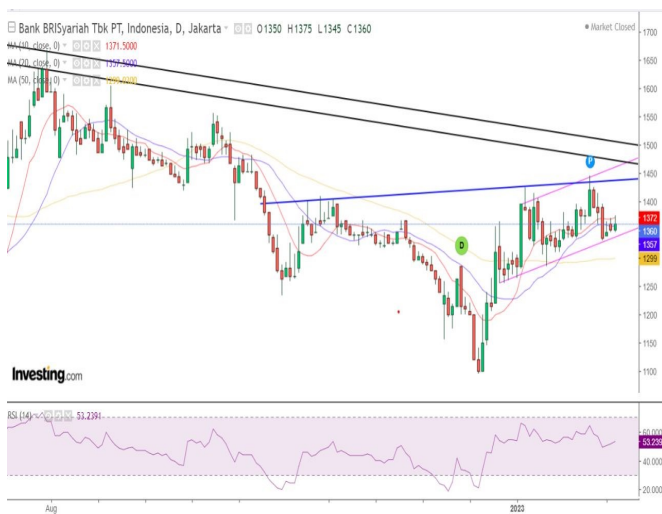 Bank BRISyariah Tbk PT, Indonesia, D, Jakarta O1350 H1375 L1345 C1360
Market Closed
MA (10, close, 0) 1371.5000
MA (20, close, 0) 1357.5000
MA (50, close, 0)
1700
1650
1600
1550
1500
1450
1400
1372
1360
1357
1299
1250
1200
1150
1100
P
D
Investing.com
RSI (14) 53.2391
60.000
53.239
40.000
20.000
Aug
2023